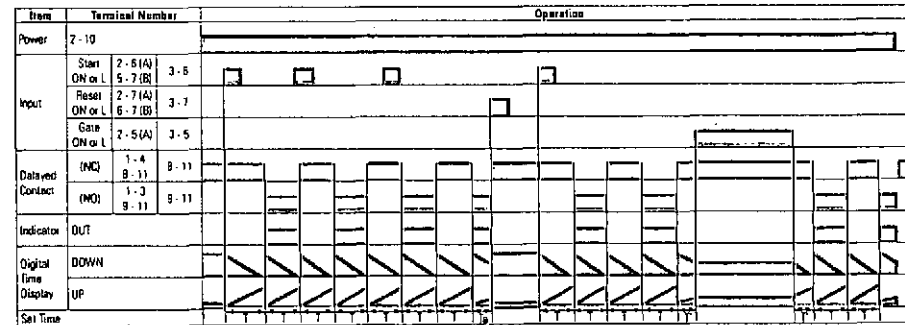 Item Terminal Number Operation
Power 2 - 10
Input
Start ON or L 2 - 6 (A) 5 - 7 (B) 3 - 6
Reset ON or L 2 - 7 (A) 6 - 7 (B) 3 - 7
Gate ON or L 2 - 5 (A) 3 - 5
Delayed Contact
(NC) 1 - 4 8 - 11 8 - 11
(NO) 1 - 3 9 - 11 9 - 11
Indicator OUT
Digital Time Display
DOWN
UP
Set Time T T T T T T T T T T T T T T